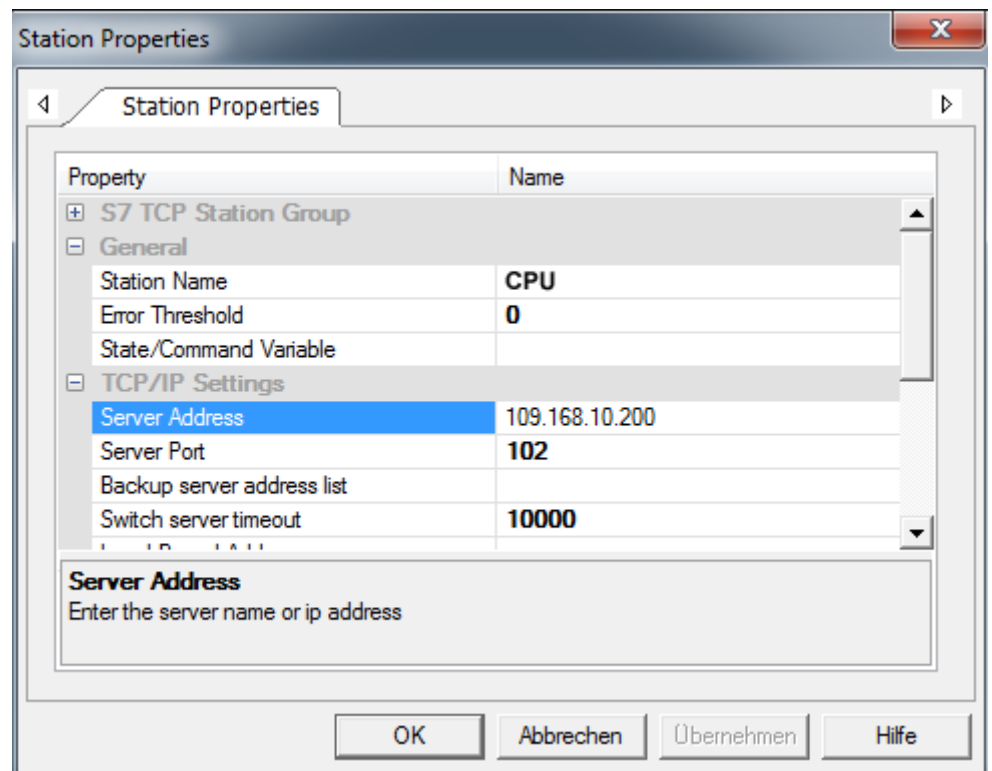 Station Properties
Station Properties
Property Name
S7 TCP Station Group
General
Station Name CPU
Error Threshold 0
State/Command Variable
TCP/IP Settings
Server Address 109.168.10.200
Server Port 102
Backup server address list
Switch server timeout 10000
Server Address
Enter the server name or ip address
OK Abbrechen Übernehmen Hilfe